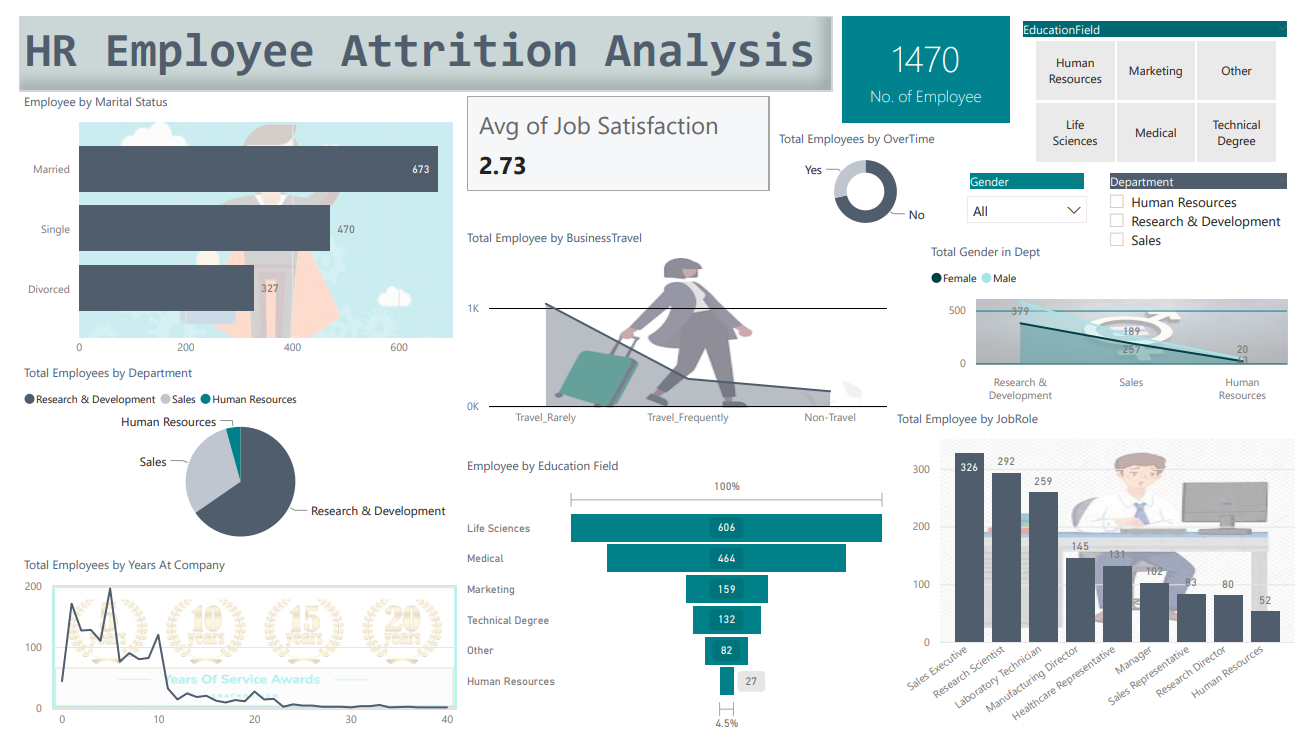 HR Employee Attrition Analysis
1470
No. of Employee
EducationField
Human Resources
Marketing
Other
Life Sciences
Medical
Technical Degree
Employee by Marital Status
Married
673
Single
470
Divorced
327
0
200
400
600
Avg of Job Satisfaction
2.73
Total Employees by OverTime
Yes
No
Gender
All
Department
Human Resources
Research & Development
Sales
Total Employee by BusinessTravel
1K
0K
Travel_Rarely
Travel_Frequently
Non-Travel
Total Gender in Dept
Female
Male
500
0
379
189
257
20
Research & Development
Sales
Human Resources
Total Employees by Department
Research & Development
Sales
Human Resources
Human Resources
Sales
Research & Development
Employee by Education Field
100%
Life Sciences
606
Medical
464
Marketing
159
Technical Degree
132
Other
82
Human Resources
27
4.5%
Total Employee by JobRole
300
200
100
0
326
292
259
145
131
102
83
80
52
Sales Executive
Research Scientist
Laboratory Technician
Manufacturing Director
Healthcare Representative
Manager
Sales Representative
Research Director
Human Resources
Total Employees by Years At Company
200
100
0
5
10
15
20
YEARS
YEARS
YEARS
Years Of Service Awards
0
10
20
30
40